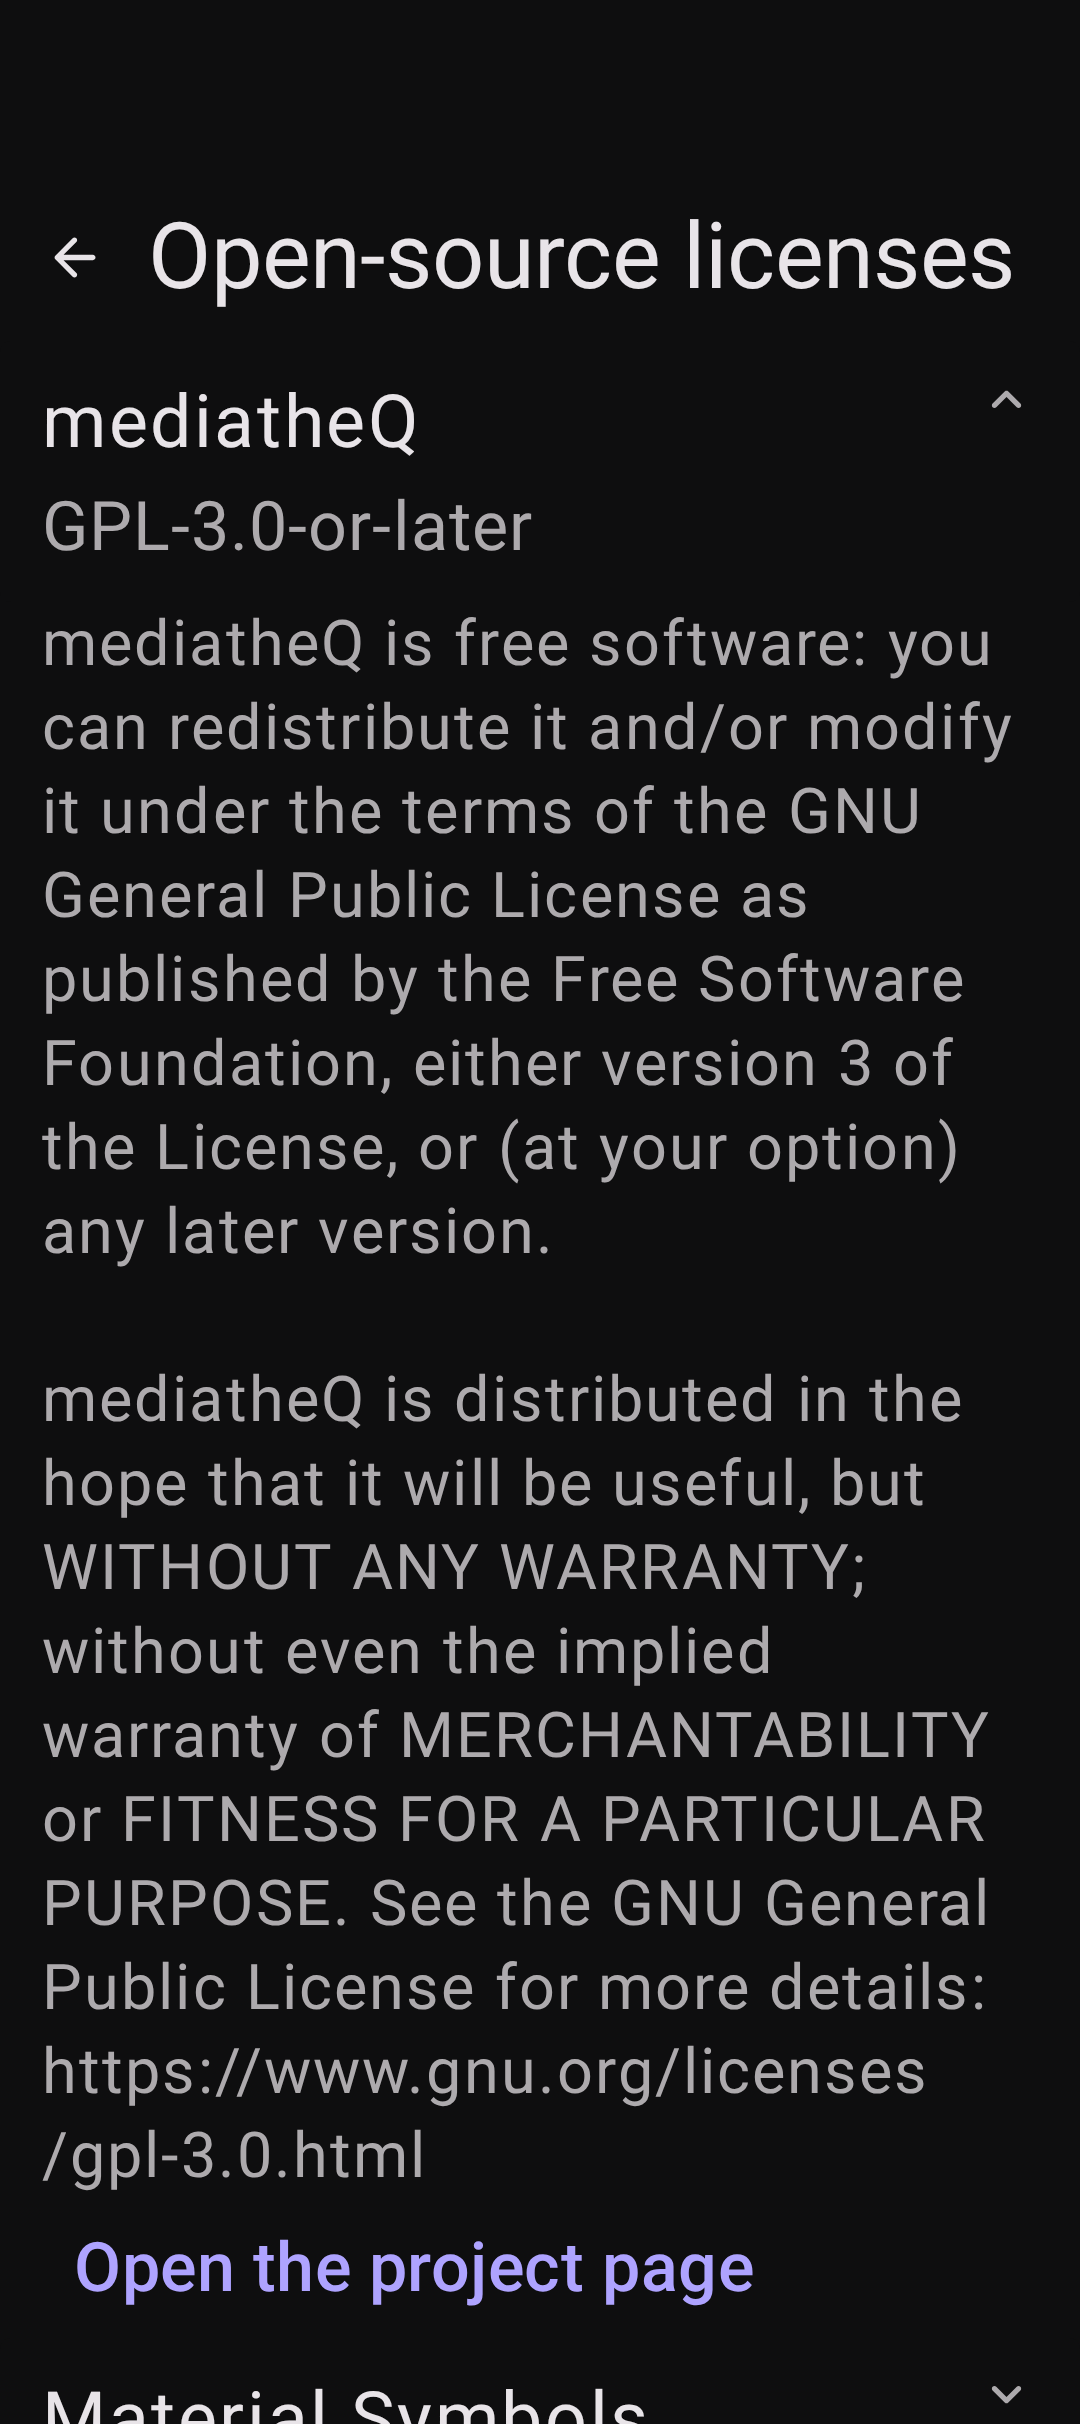 Open-source licenses
mediatheQ
GPL-3.0-or-later
mediatheQ is free software: you
can redistribute it and/or modify
it under the terms of the GNU
General Public License as
published by the Free Software
Foundation, either version 3 of
the License, or (at your option)
any later version.
mediatheQ is distributed in the
hope that it will be useful, but
WITHOUT ANY WARRANTY;
without even the implied
warranty of MERCHANTABILITY
or FITNESS FOR A PARTICULAR
PURPOSE. See the GNU General
Public License for more details:
https://www.gnu.org/licenses
/gpl-3.0.html
Open the project page
Material Symbols